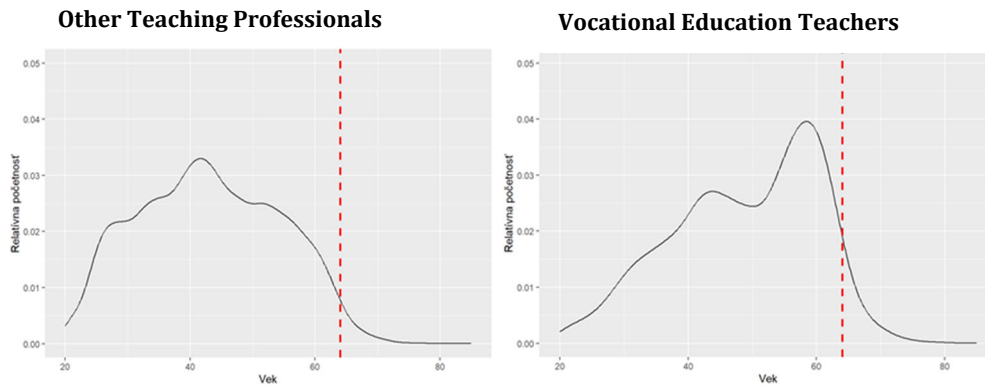 Other Teaching Professionals
0.05
0.04
0.03
0.02
0.01
0.00
Relatívna početnosť
20 40 60 80
Vek
Vocational Education Teachers
0.05
0.04
0.03
0.02
0.01
0.00
Relatívna početnosť
20 40 60 80
Vek